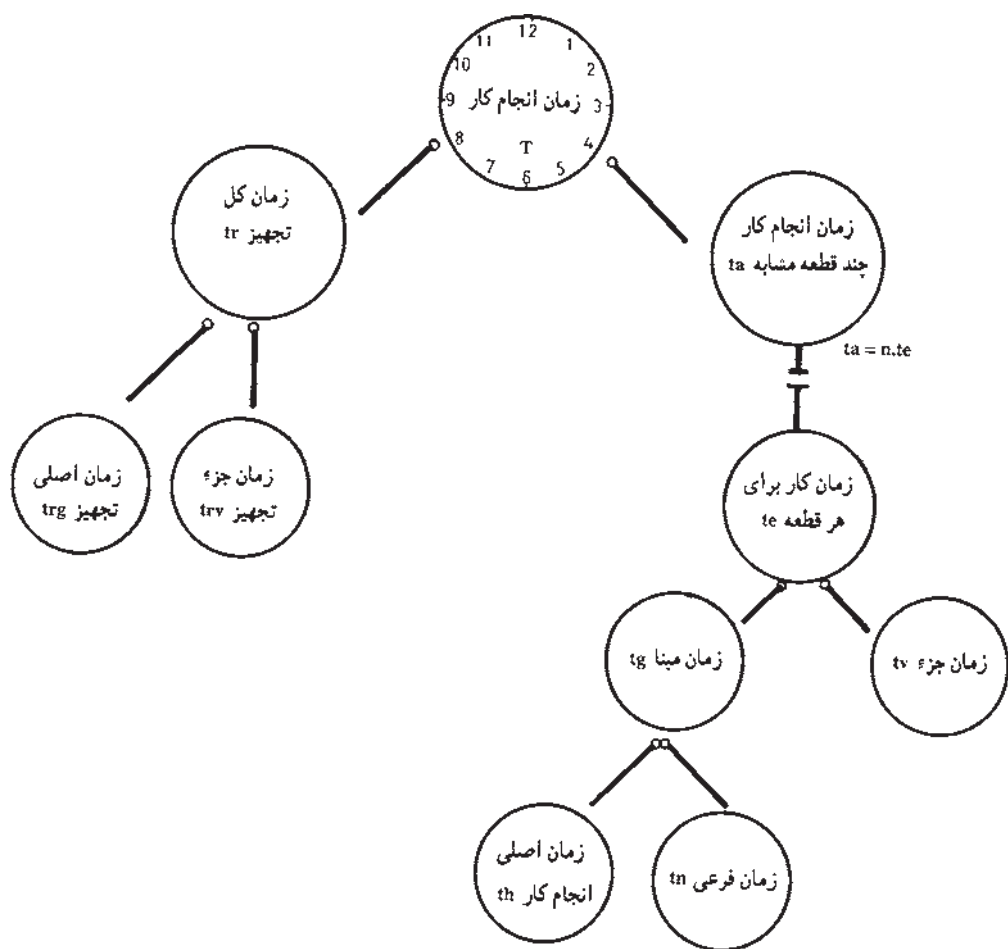 12
11
1
10
2
9
زمان انجام کار
3
8
T
4
7
6
5
زمان کل
تجهیز tr
زمان انجام کار
چند قطعه مشابه ta
ta = n.te
زمان اصلی
تجهیز trg
زمان جزء
تجهیز trv
زمان کار برای
هر قطعه te
زمان مبنا tg
زمان جزء tv
زمان اصلی
انجام کار th
زمان فرعی tn